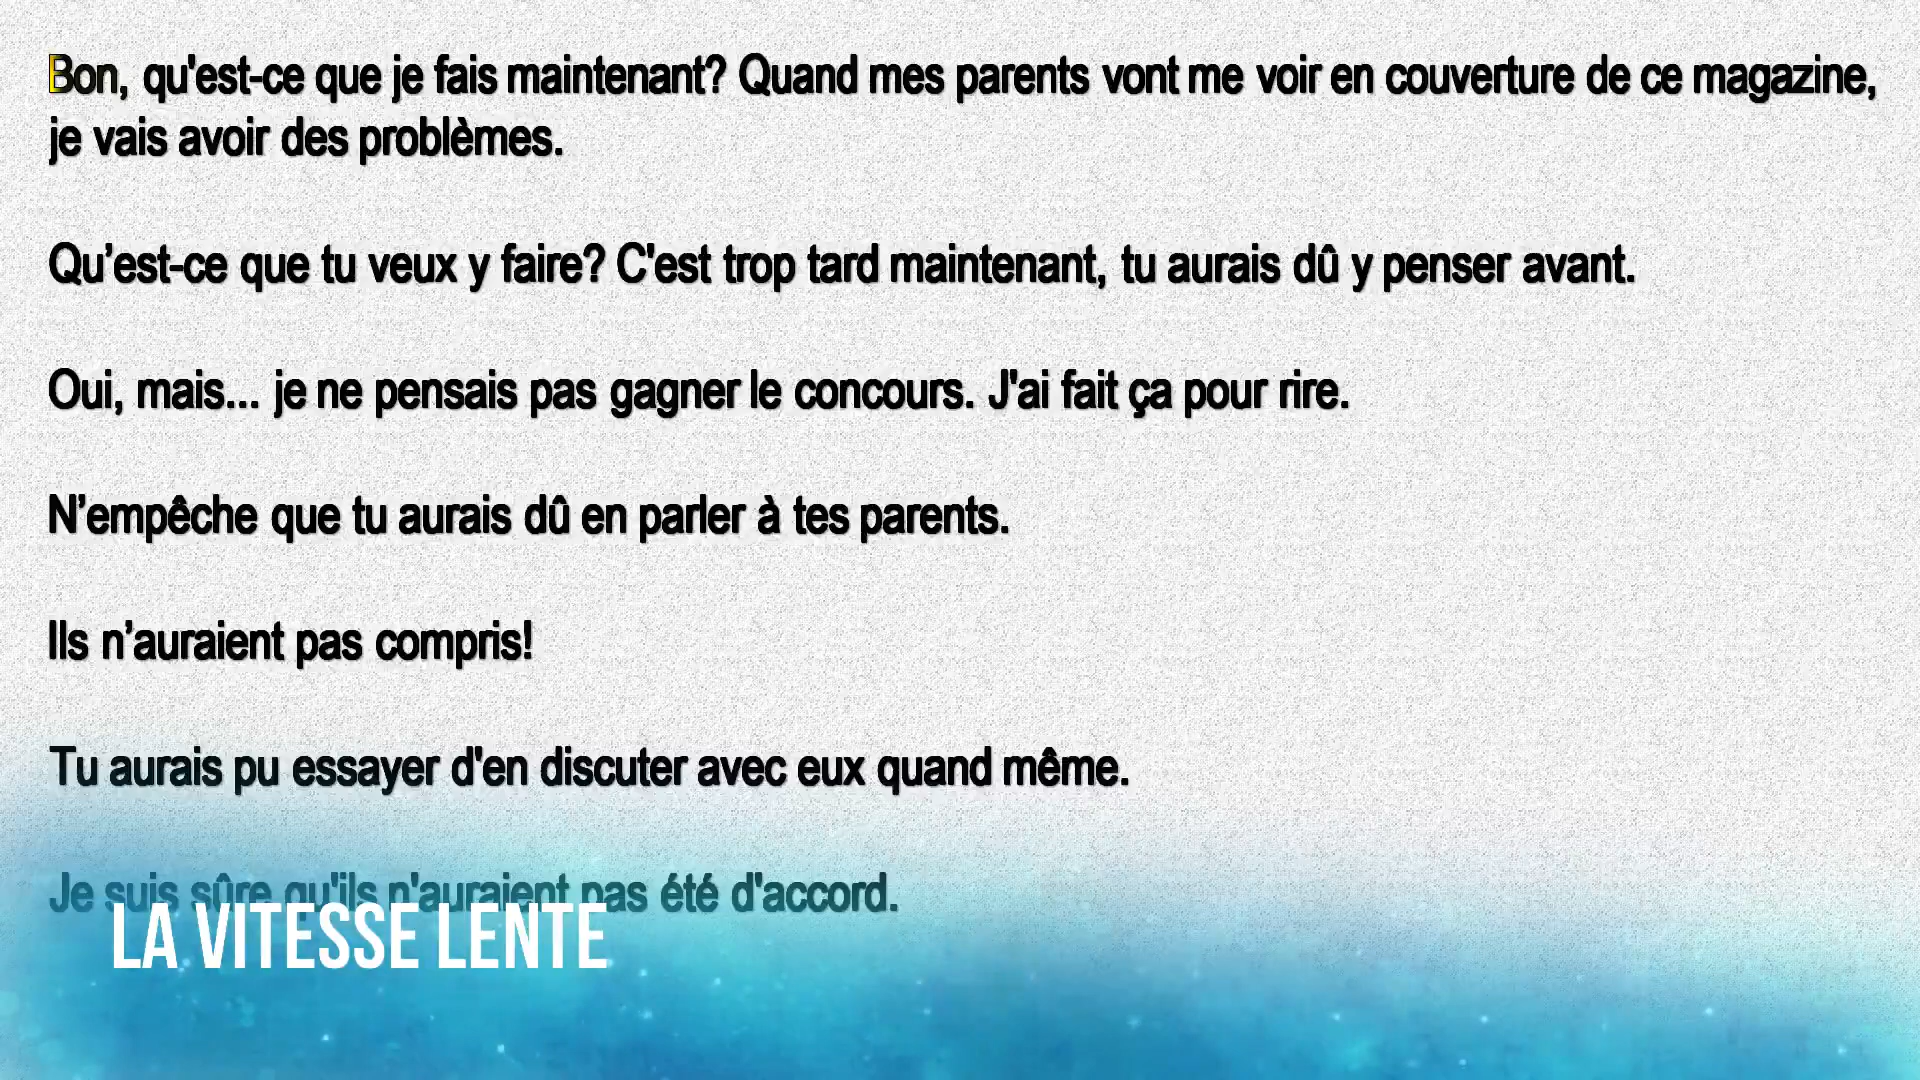 Bon, qu'est-ce que je fais maintenant? Quand mes parents vont me voir en couverture de ce magazine,
je vais avoir des problèmes.
Qu’est-ce que tu veux y faire? C'est trop tard maintenant, tu aurais dû y penser avant.
Oui, mais... je ne pensais pas gagner le concours. J'ai fait ça pour rire.
N’empêche que tu aurais dû en parler à tes parents.
Ils n’auraient pas compris!
Tu aurais pu essayer d'en discuter avec eux quand même.
Je suis sûre qu'ils n'auraient pas été d'accord.
LA VITESSE LENTE